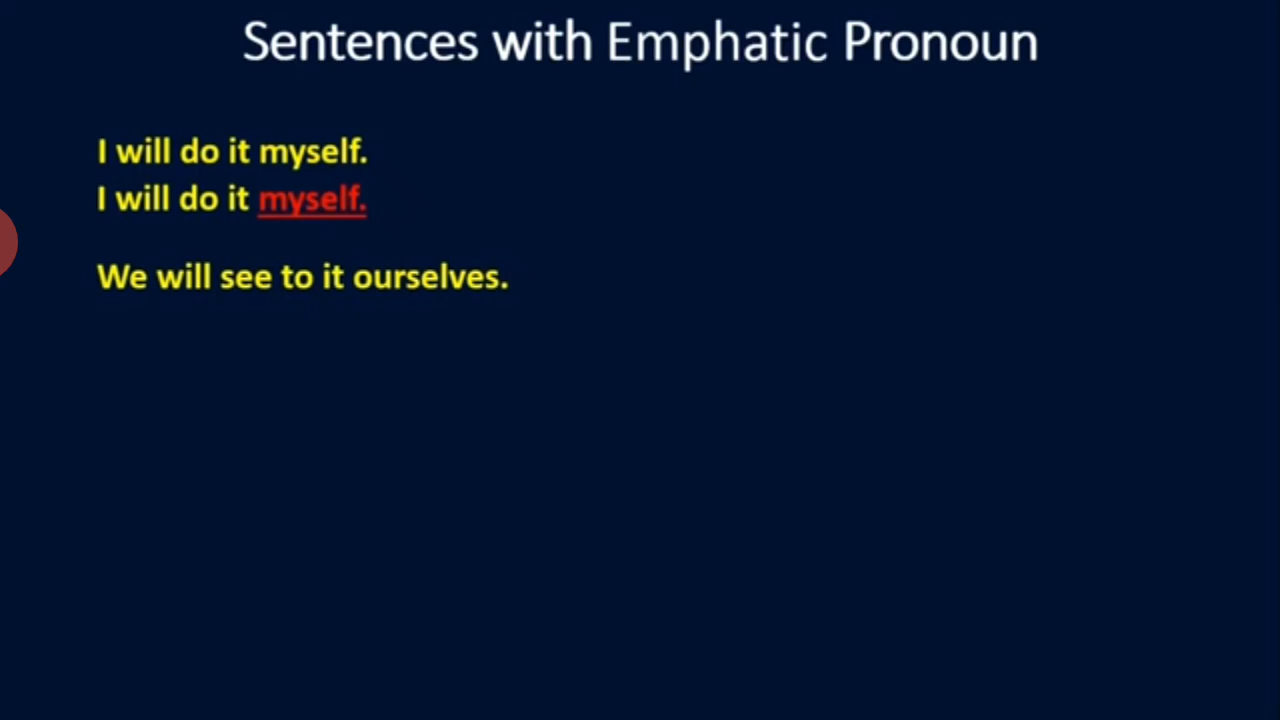 Sentences with Emphatic Pronoun
I will do it myself.
I will do it myself.
We will see to it ourselves.